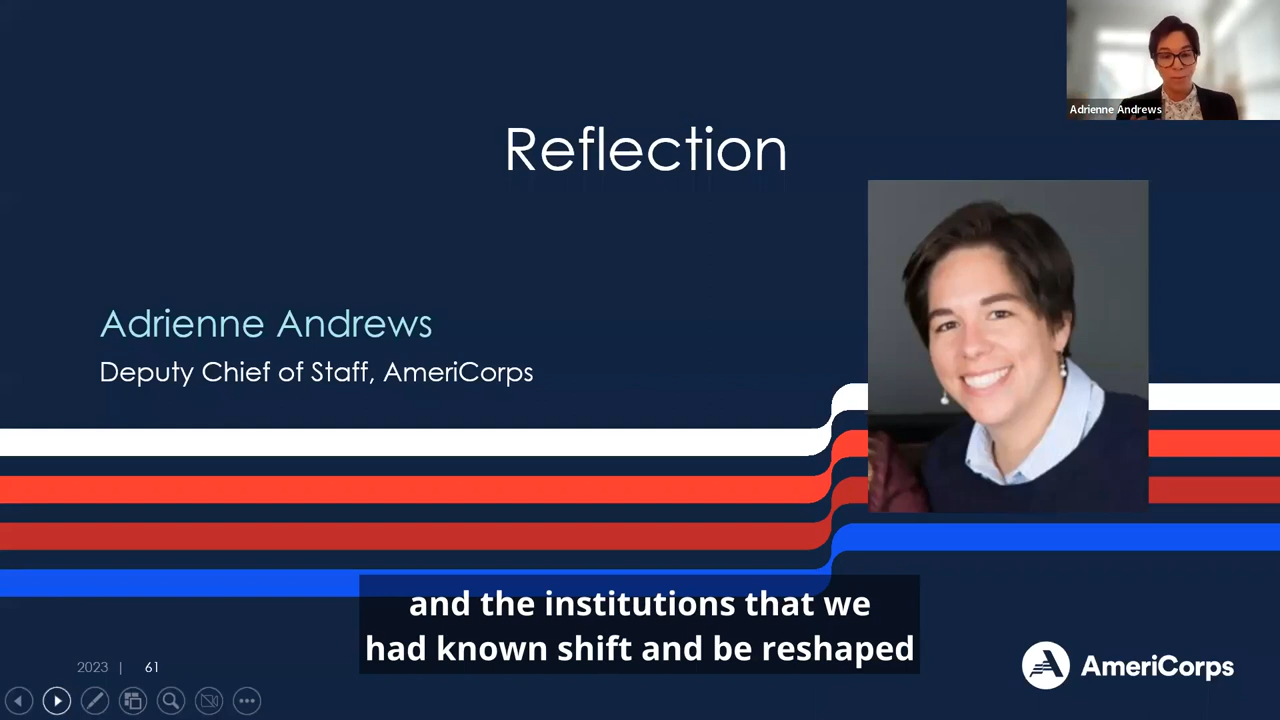 Adrienne Andrews
Reflection
Adrienne Andrews
Deputy Chief of Staff, AmeriCorps
and the institutions that we
had known shift and be reshaped
2023 | 61
AmeriCorps